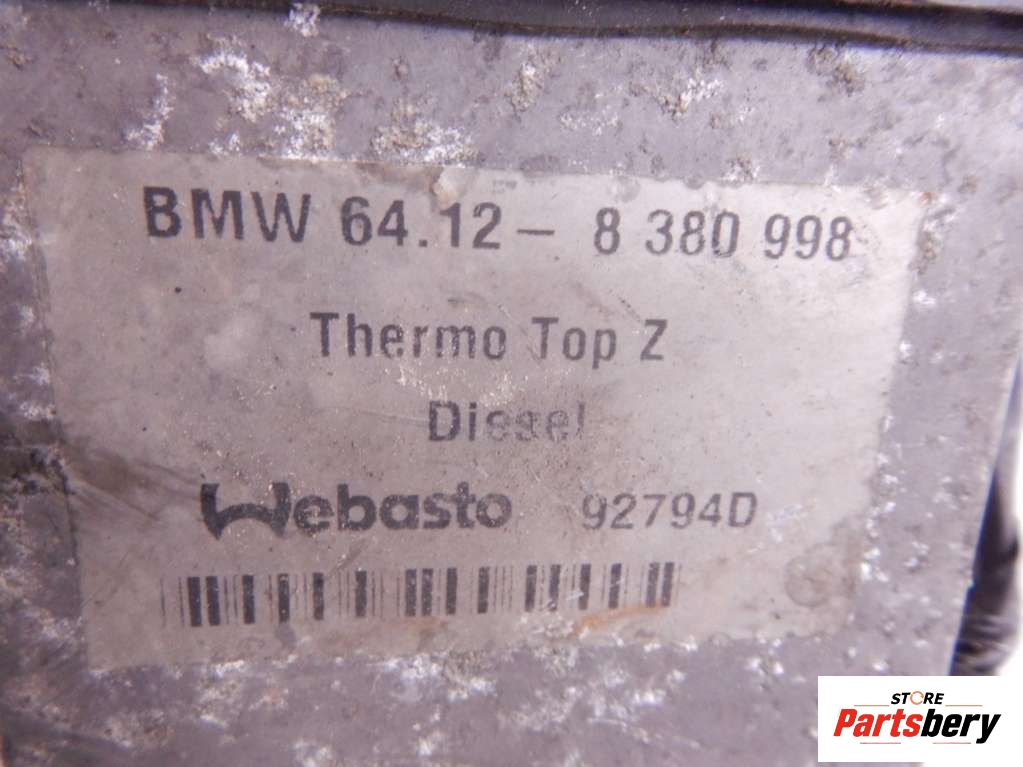 BMW 64.12 - 8 380 998
Thermo Top Z
Diesel
Webasto 92794D
STORE
Partsbery